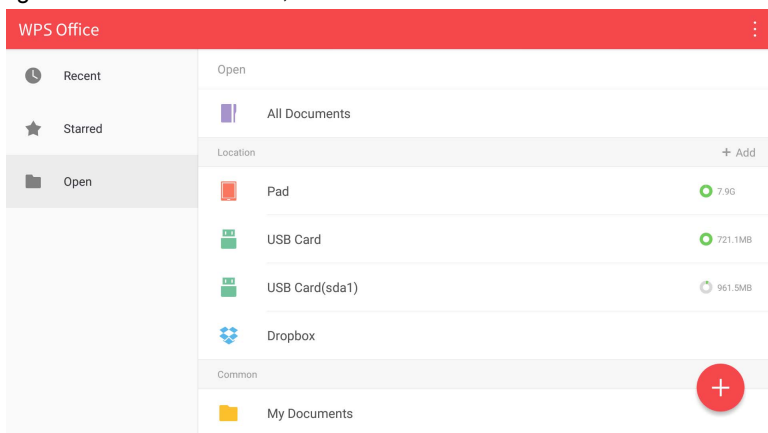 WPS Office
Recent
Starred
Open
Open
All Documents
Location
+ Add
Pad
7.9G
USB Card
721.1MB
USB Card(sda1)
961.5MB
Dropbox
Common
My Documents